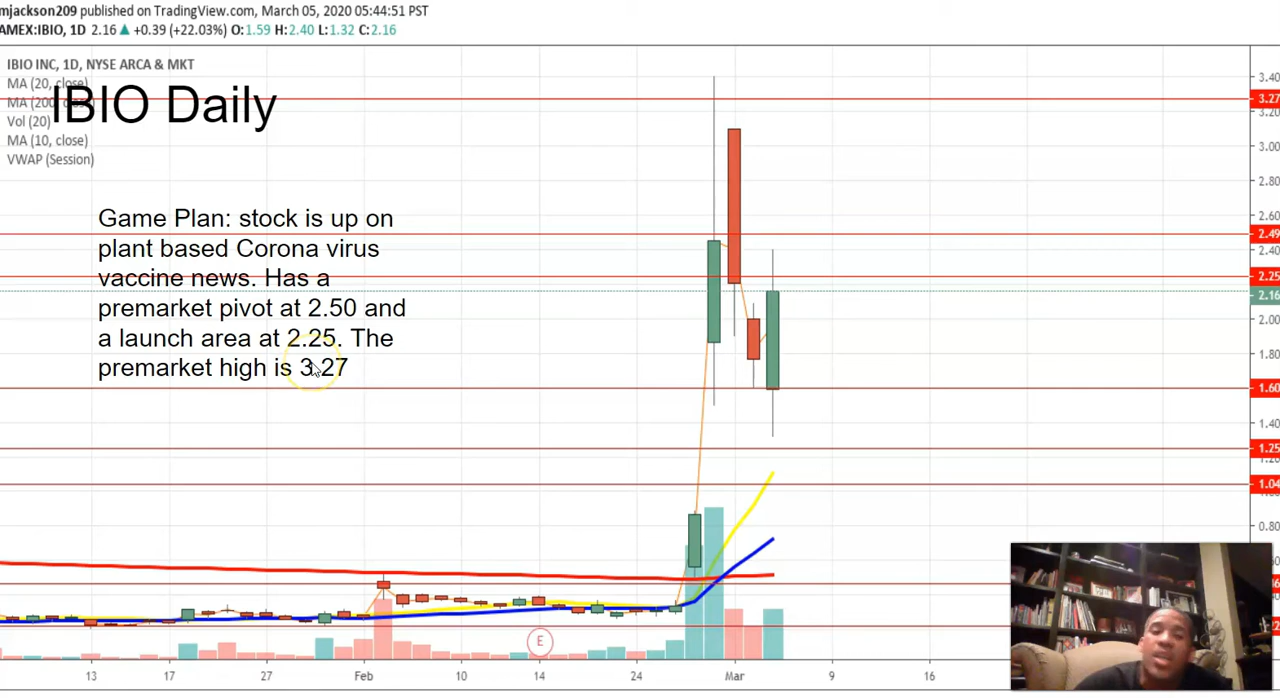 mjackson209 published on TradingView.com, March 05, 2020 05:44:51 PST
AMEX:IBIO, 1D 2.16 ▲ +0.39 (+22.03%) O:1.59 H:2.40 L:1.32 C:2.16
IBIO INC, 1D, NYSE ARCA & MKT
MA (20, close)
MA (200, close)
Vol (20)
MA (10, close)
VWAP (Session)
IBIO Daily
Game Plan: stock is up on
plant based Corona virus
vaccine news. Has a
premarket pivot at 2.50 and
a launch area at 2.25. The
premarket high is 3.27
3.40
3.27
3.20
3.00
2.80
2.60
2.49
2.40
2.25
2.16
2.00
1.80
1.60
1.40
1.25
1.20
1.04
0.80
E
13
17
27
Feb
10
14
24
Mar
9
16